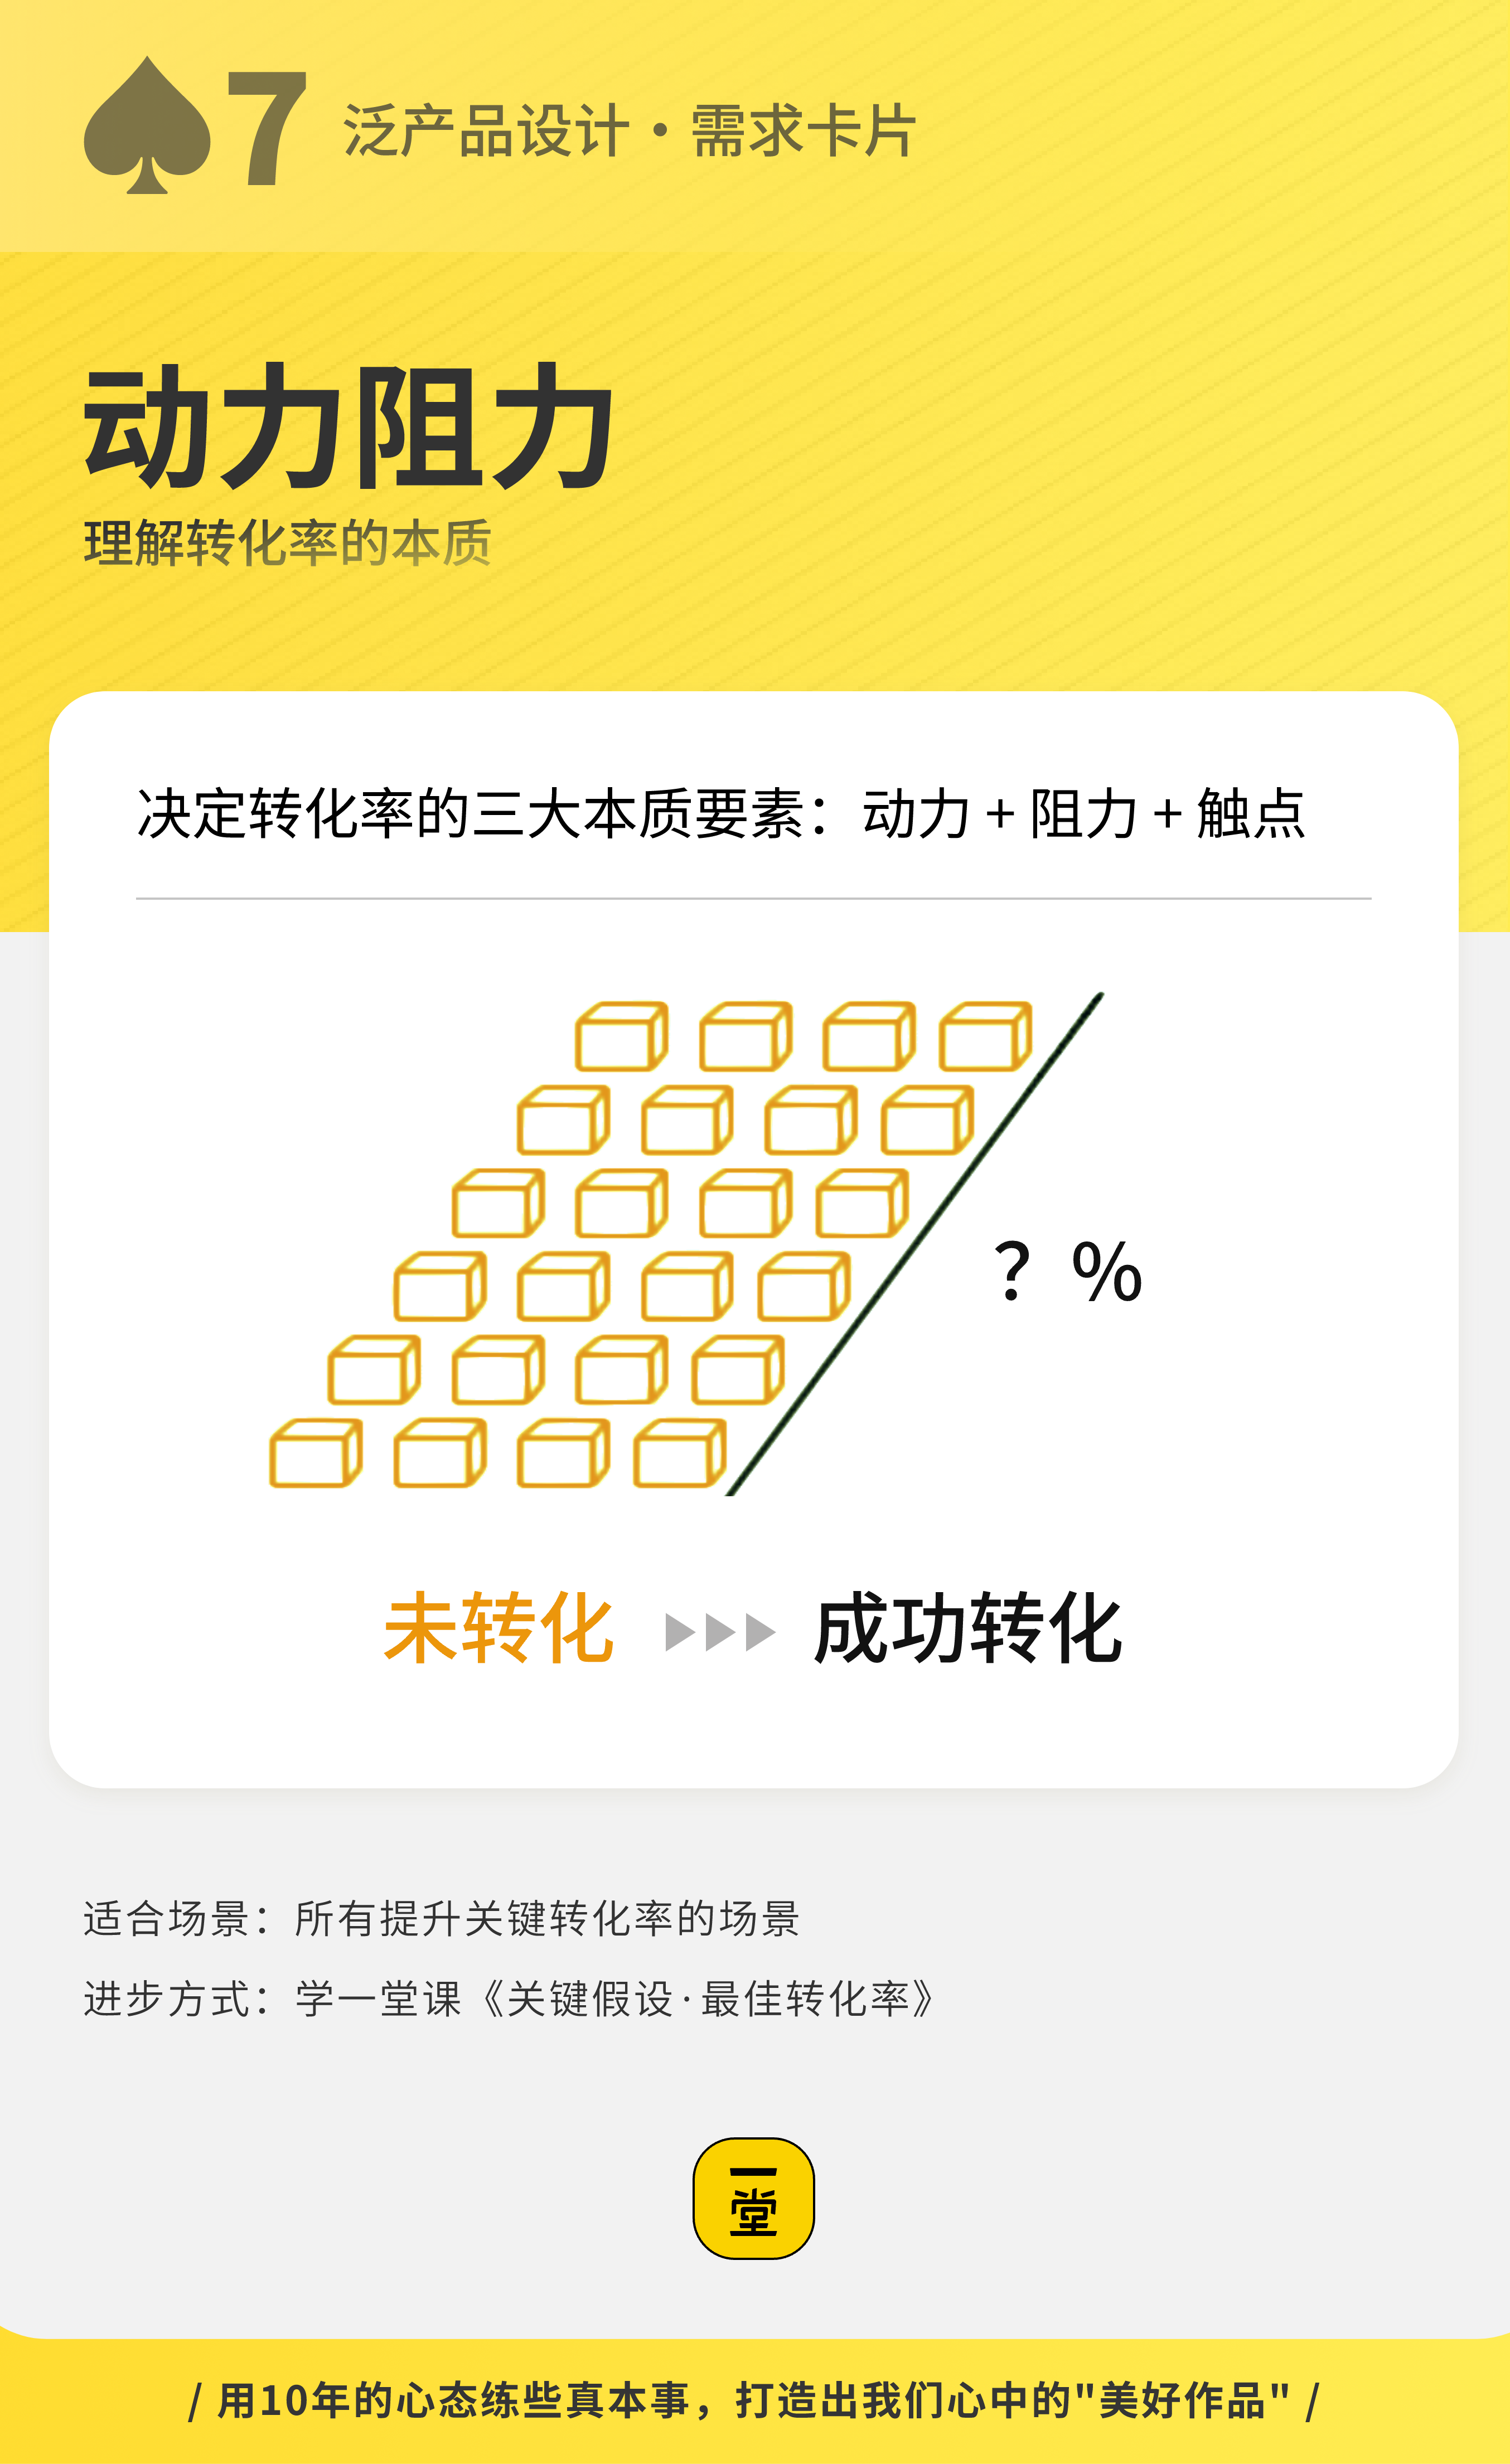 7 泛产品设计·需求卡片
动力阻力
理解转化率的本质
决定转化率的三大本质要素：动力 + 阻力 + 触点
？%
未转化 成功转化
适合场景：所有提升关键转化率的场景
进步方式：学一堂课《关键假设·最佳转化率》
一
堂
/ 用10年的心态练些真本事，打造出我们心中的"美好作品" /